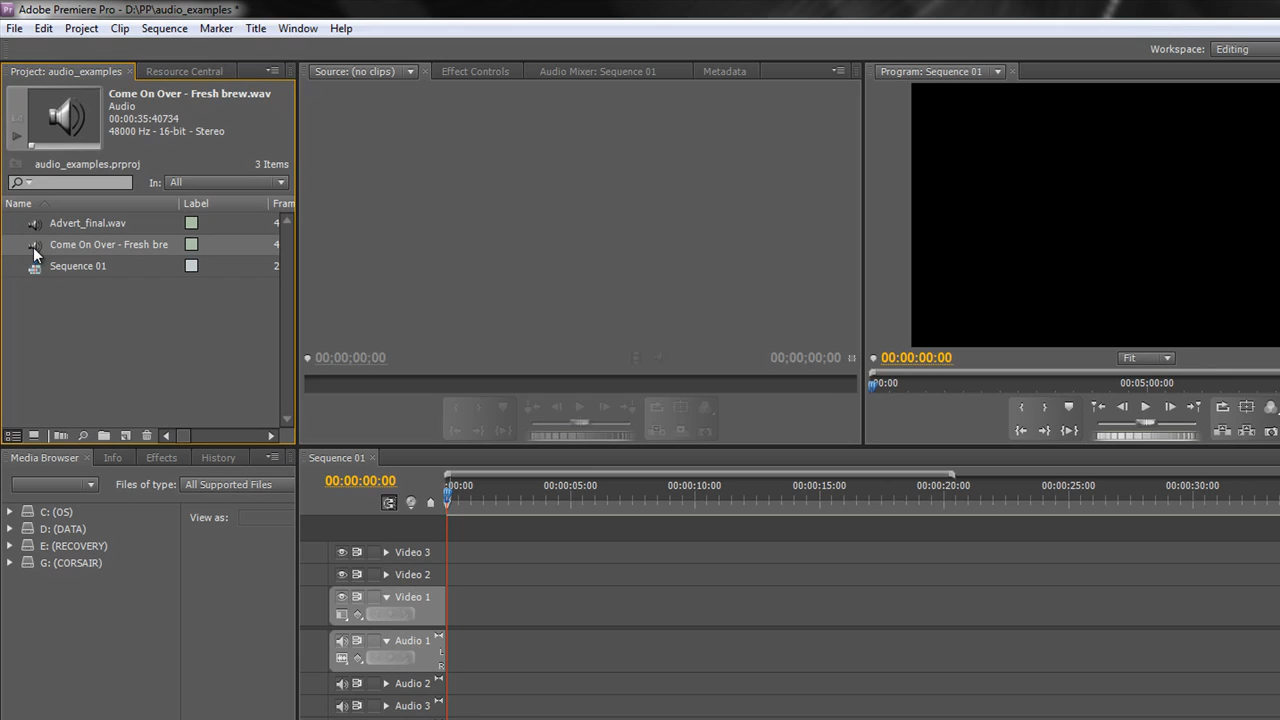 Adobe Premiere Pro - D:\PP\audio_examples *
File Edit Project Clip Sequence Marker Title Window Help
Workspace: Editing
Project: audio_examples Resource Central Source: (no clips) Effect Controls Audio Mixer: Sequence 01 Metadata Program: Sequence 01
Come On Over - Fresh brew.wav
Audio
00:00:35:40734
48000 Hz - 16-bit - Stereo
audio_examples.prproj 3 Items
In: All
Name Label Fram
Advert_final.wav 4
Come On Over - Fresh bre 4
Sequence 01 2
00;00;00;00 00;00;00;00 00:00:00:00 Fit
00:00 00:05:00:00
Media Browser Info Effects History Sequence 01
Files of type: All Supported Files 00:00:00:00 :00:00 00:00:05:00 00:00:10:00 00:00:15:00 00:00:20:00 00:00:25:00 00:00:30:00
View as:
C: (OS)
D: (DATA)
E: (RECOVERY)
G: (CORSAIR)
Video 3
Video 2
Video 1
Audio 1
L
R
Audio 2
Audio 3